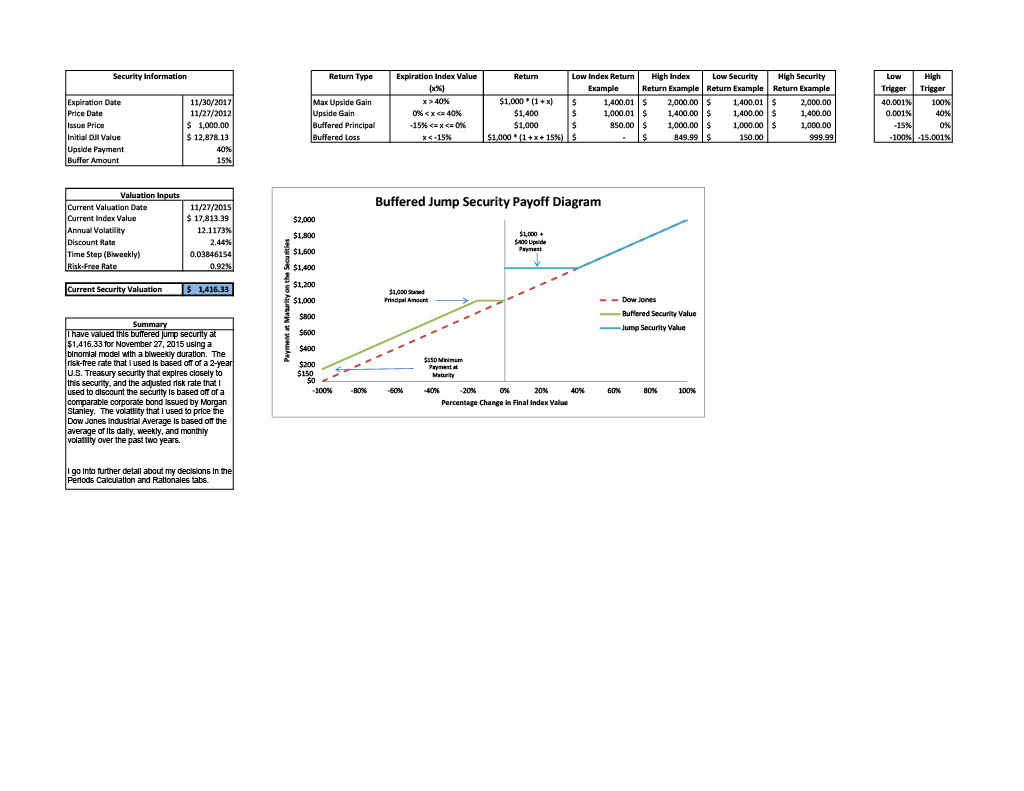 Security Information
Expiration Date 11/30/2017
Price Date 11/27/2012
Issue Price $ 1,000.00
Initial DJI Value $ 12,878.13
Upside Payment 40%
Buffer Amount 15%
Return Type Expiration Index Value (x%) Return Low Index Return Example High Index Return Example Low Security Return Example High Security Return Example
Max Upside Gain x > 40% $1,000 * (1 + x) $ 1,400.01 $ 2,000.00 $ 1,400.01 $ 2,000.00
Upside Gain 0% < x <= 40% $1,400 $ 1,000.01 $ 1,400.00 $ 1,400.00 $ 1,400.00
Buffered Principal -15% <= x <= 0% $1,000 $ 850.00 $ 1,000.00 $ 1,000.00 $ 1,000.00
Buffered Loss x < -15% $1,000 * (1 + x + 15%) $ - $ 849.99 $ 150.00 $ 999.99
Low Trigger High Trigger
40.001% 100%
0.001% 40%
-15% 0%
-100% -15.001%
Valuation Inputs
Current Valuation Date 11/27/2015
Current Index Value $ 17,813.39
Annual Volatility 12.1173%
Discount Rate 2.44%
Time Step (Biweekly) 0.03846154
Risk-Free Rate 0.92%
Current Security Valuation $ 1,416.33
Summary
I have valued this buffered jump security at
$1,416.33 for November 27, 2015 using a
binomial model with a biweekly duration. The
risk-free rate that I used is based off of a 2-year
U.S. Treasury security that expires closely to
this security, and the adjusted risk rate that I
used to discount the security is based off of a
comparable corporate bond issued by Morgan
Stanley. The volatility that I used to price the
Dow Jones Industrial Average is based off the
average of its daily, weekly, and monthly
volatility over the past two years.
I go into further detail about my decisions in the
Periods Calculation and Rationales tabs.
Buffered Jump Security Payoff Diagram
Payment at Maturity on the Securities
$2,000
$1,800
$1,600
$1,400
$1,200
$1,000
$800
$600
$400
$200
$150
$0
$1,000 +
$400 Upside
Payment
$1,000 Stated
Principal Amount
$150 Minimum
Payment at
Maturity
Dow Jones
Buffered Security Value
Jump Security Value
-100% -80% -60% -40% -20% 0% 20% 40% 60% 80% 100%
Percentage Change in Final Index Value